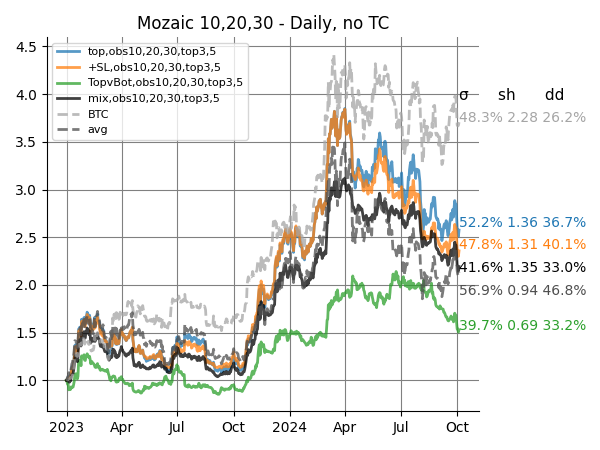 Mozaic 10,20,30 - Daily, no TC
top,obs10,20,30,top3,5
+SL,obs10,20,30,top3,5
TopvBot,obs10,20,30,top3,5
mix,obs10,20,30,top3,5
BTC
avg
4.5
4.0
3.5
3.0
2.5
2.0
1.5
1.0
σ sh dd
48.3% 2.28 26.2%
52.2% 1.36 36.7%
47.8% 1.31 40.1%
41.6% 1.35 33.0%
56.9% 0.94 46.8%
39.7% 0.69 33.2%
2023 Apr Jul Oct 2024 Apr Jul Oct